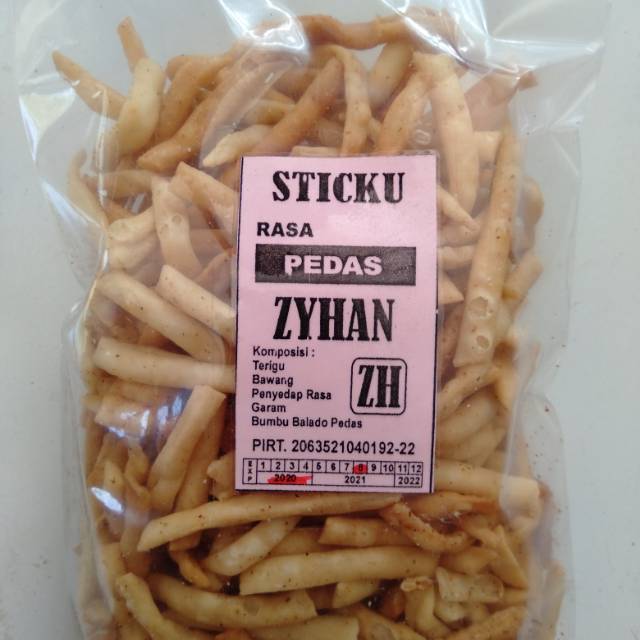 STICKU
RASA
PEDAS
ZYHAN
Komposisi :
Terigu
Bawang
Penyedap Rasa
Garam
Bumbu Balado Pedas
ZH
PIRT. 2063521040192-22
EXP 1 2 3 4 5 6 7 8 9 10 11 12
2020 2021 2022